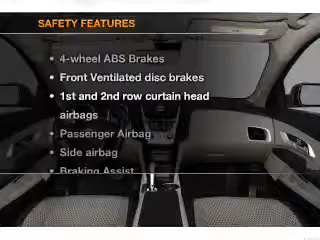 SAFETY FEATURES
• 4-wheel ABS Brakes
• Front Ventilated disc brakes
• 1st and 2nd row curtain head
airbags
• Passenger Airbag
• Side airbag
• Braking Assist